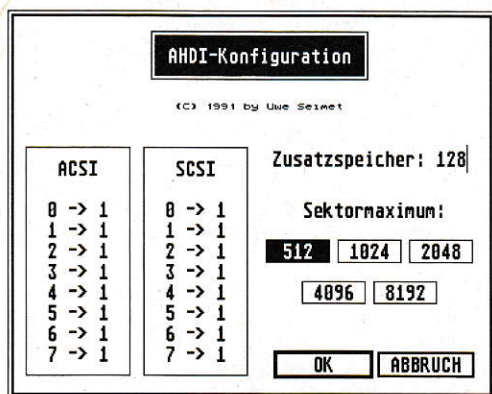 AHDI-Konfiguration
(C) 1991 by Uwe Seimet
ACSI
0 -> 1
1 -> 1
2 -> 1
3 -> 1
4 -> 1
5 -> 1
6 -> 1
7 -> 1
SCSI
0 -> 1
1 -> 1
2 -> 1
3 -> 1
4 -> 1
5 -> 1
6 -> 1
7 -> 1
Zusatzspeicher: 128
Sektormaximum:
512 1024 2048
4096 8192
OK ABBRUCH